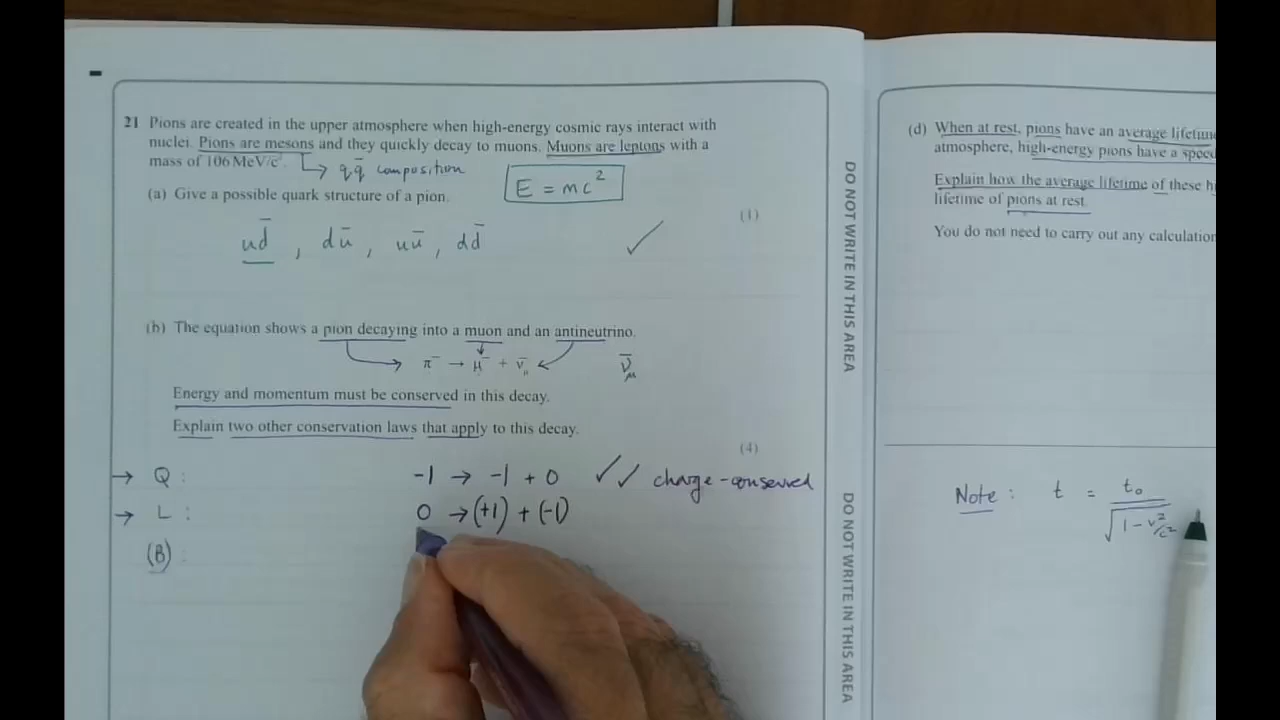 21 Pions are created in the upper atmosphere when high-energy cosmic rays interact with
nuclei. Pions are mesons and they quickly decay to muons. Muons are leptons with a
mass of 106 MeV/c².
→ qq̄ composition
E = mc²
(a) Give a possible quark structure of a pion.
(1)
ud̄ , dū , uū , dd̄ ✓
(b) The equation shows a pion decaying into a muon and an antineutrino.
π⁻ → μ⁻ + ν̄μ
ν̄μ
Energy and momentum must be conserved in this decay.
Explain two other conservation laws that apply to this decay.
(4)
→ Q : -1 → -1 + 0 ✓✓ charge-conserved
→ L : 0 → (+1) + (-1)
(B) :
DO NOT WRITE IN THIS AREA
DO NOT WRITE IN THIS AREA
(d) When at rest, pions have an average lifetime
atmosphere, high-energy pions have a speed
Explain how the average lifetime of these
lifetime of pions at rest.
You do not need to carry out any calculation
Note : t = t₀ / √(1 - v²/c²)